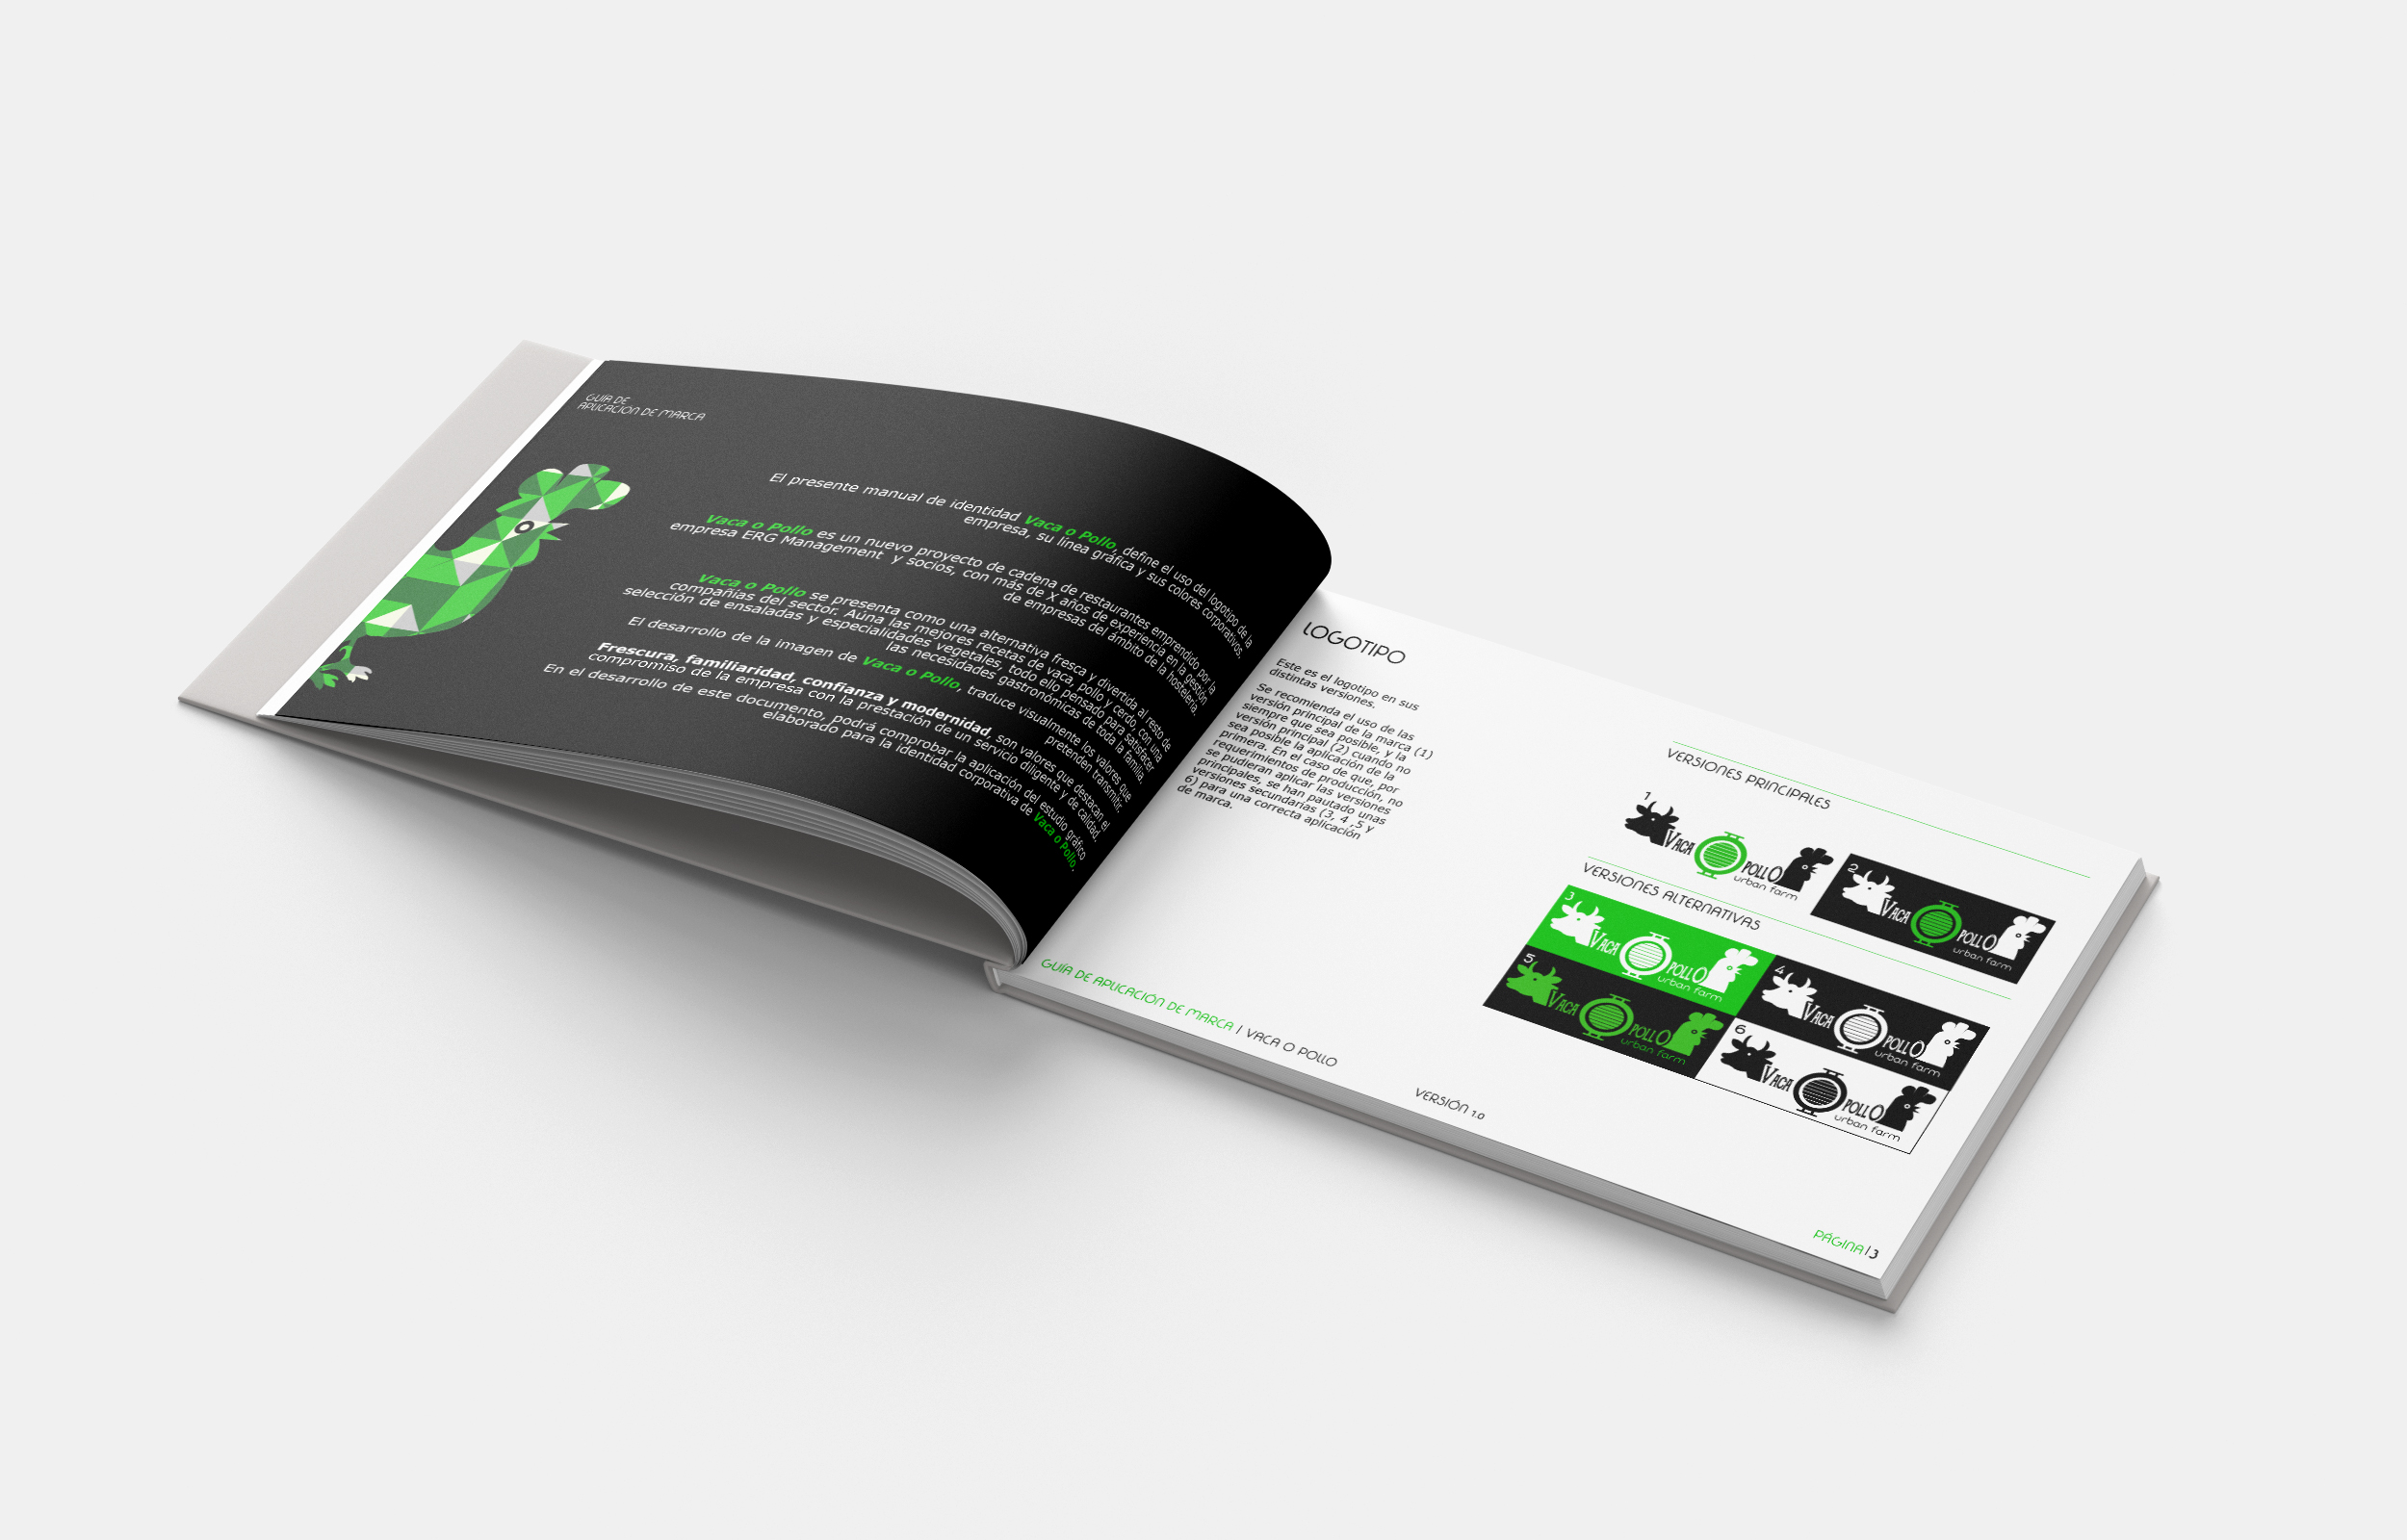 GUÍA DE
APLICACIÓN DE MARCA
El presente manual de identidad Vaca o Pollo, define el uso del logotipo de la
empresa, su línea gráfica y sus colores corporativos.
Vaca o Pollo es un nuevo proyecto de cadena de restaurantes emprendido por la
empresa ERG Management y socios, con más de X años de experiencia en la gestión
de empresas del ámbito de la hostelería.
Vaca o Pollo se presenta como una alternativa fresca y divertida al resto de
compañías del sector. Aúna las mejores recetas de vaca, pollo y cerdo, con una
selección de ensaladas y especialidades vegetales, todo ello pensado para satisfacer
las necesidades gastronómicas de toda la familia.
El desarrollo de la imagen de Vaca o Pollo, traduce visualmente los valores que
pretenden transmitir.
Frescura, familiaridad, confianza y modernidad, son valores que destacan el
compromiso de la empresa con la prestación de un servicio diligente y de calidad.
En el desarrollo de este documento, podrá comprobar la aplicación del estudio gráfico
elaborado para la identidad corporativa de Vaca o Pollo.
LOGOTIPO
Este es el logotipo en sus
distintas versiones.
Se recomienda el uso de las
versión principal de la marca (1)
siempre que sea posible, y la
versión principal (2) cuando no
sea posible la aplicación de la
primera. En el caso de que, por
requerimientos de producción, no
se pudieran aplicar las versiones
principales, se han pautado unas
versiones secundarias (3, 4 ,5 y
6) para una correcta aplicación
de marca.
VERSIONES PRINCIPALES
1
VACA O POLLO
urban farm
2
VACA O POLLO
urban farm
VERSIONES ALTERNATIVAS
3
VACA O POLLO
urban farm
4
VACA O POLLO
urban farm
5
VACA O POLLO
urban farm
6
VACA O POLLO
urban farm
GUÍA DE APLICACIÓN DE MARCA | VACA O POLLO
VERSIÓN 1.0
PÁGINA|3